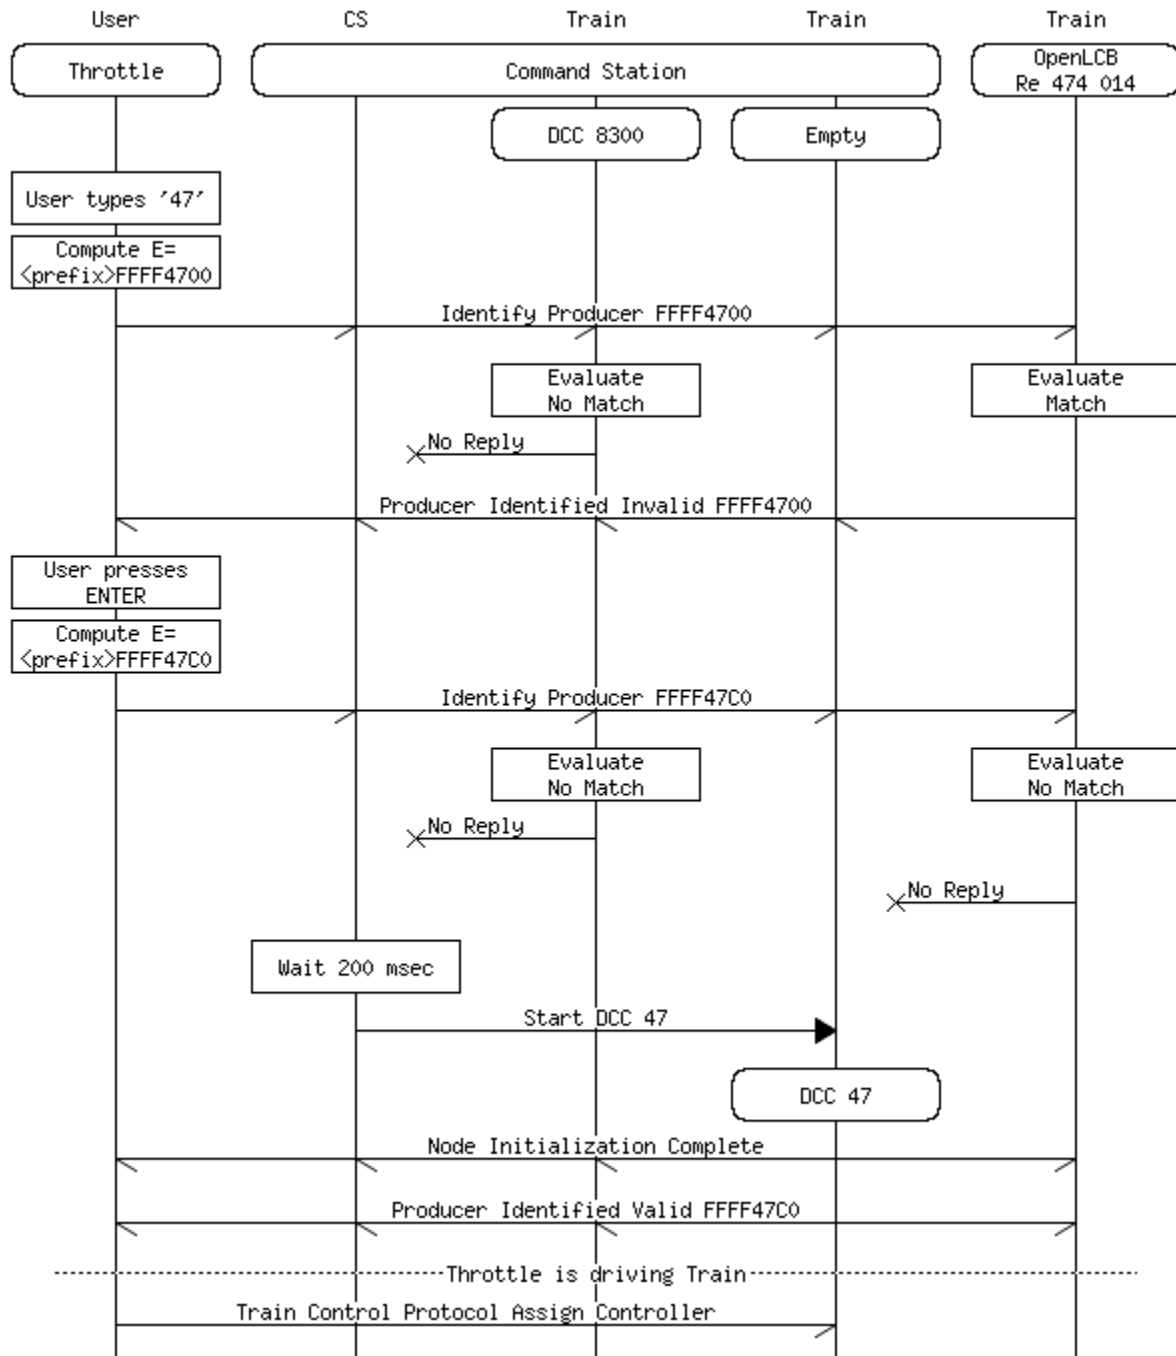 User CS Train Train Train
Throttle Command Station OpenLCB
Re 474 014
DCC 8300 Empty
User types '47'
Compute E=
<prefix>FFFF4700
Identify Producer FFFF4700
Evaluate
No Match
Evaluate
Match
No Reply
Producer Identified Invalid FFFF4700
User presses
ENTER
Compute E=
<prefix>FFFF47C0
Identify Producer FFFF47C0
Evaluate
No Match
Evaluate
No Match
No Reply
No Reply
Wait 200 msec
Start DCC 47
DCC 47
Node Initialization Complete
Producer Identified Valid FFFF47C0
Throttle is driving Train
Train Control Protocol Assign Controller